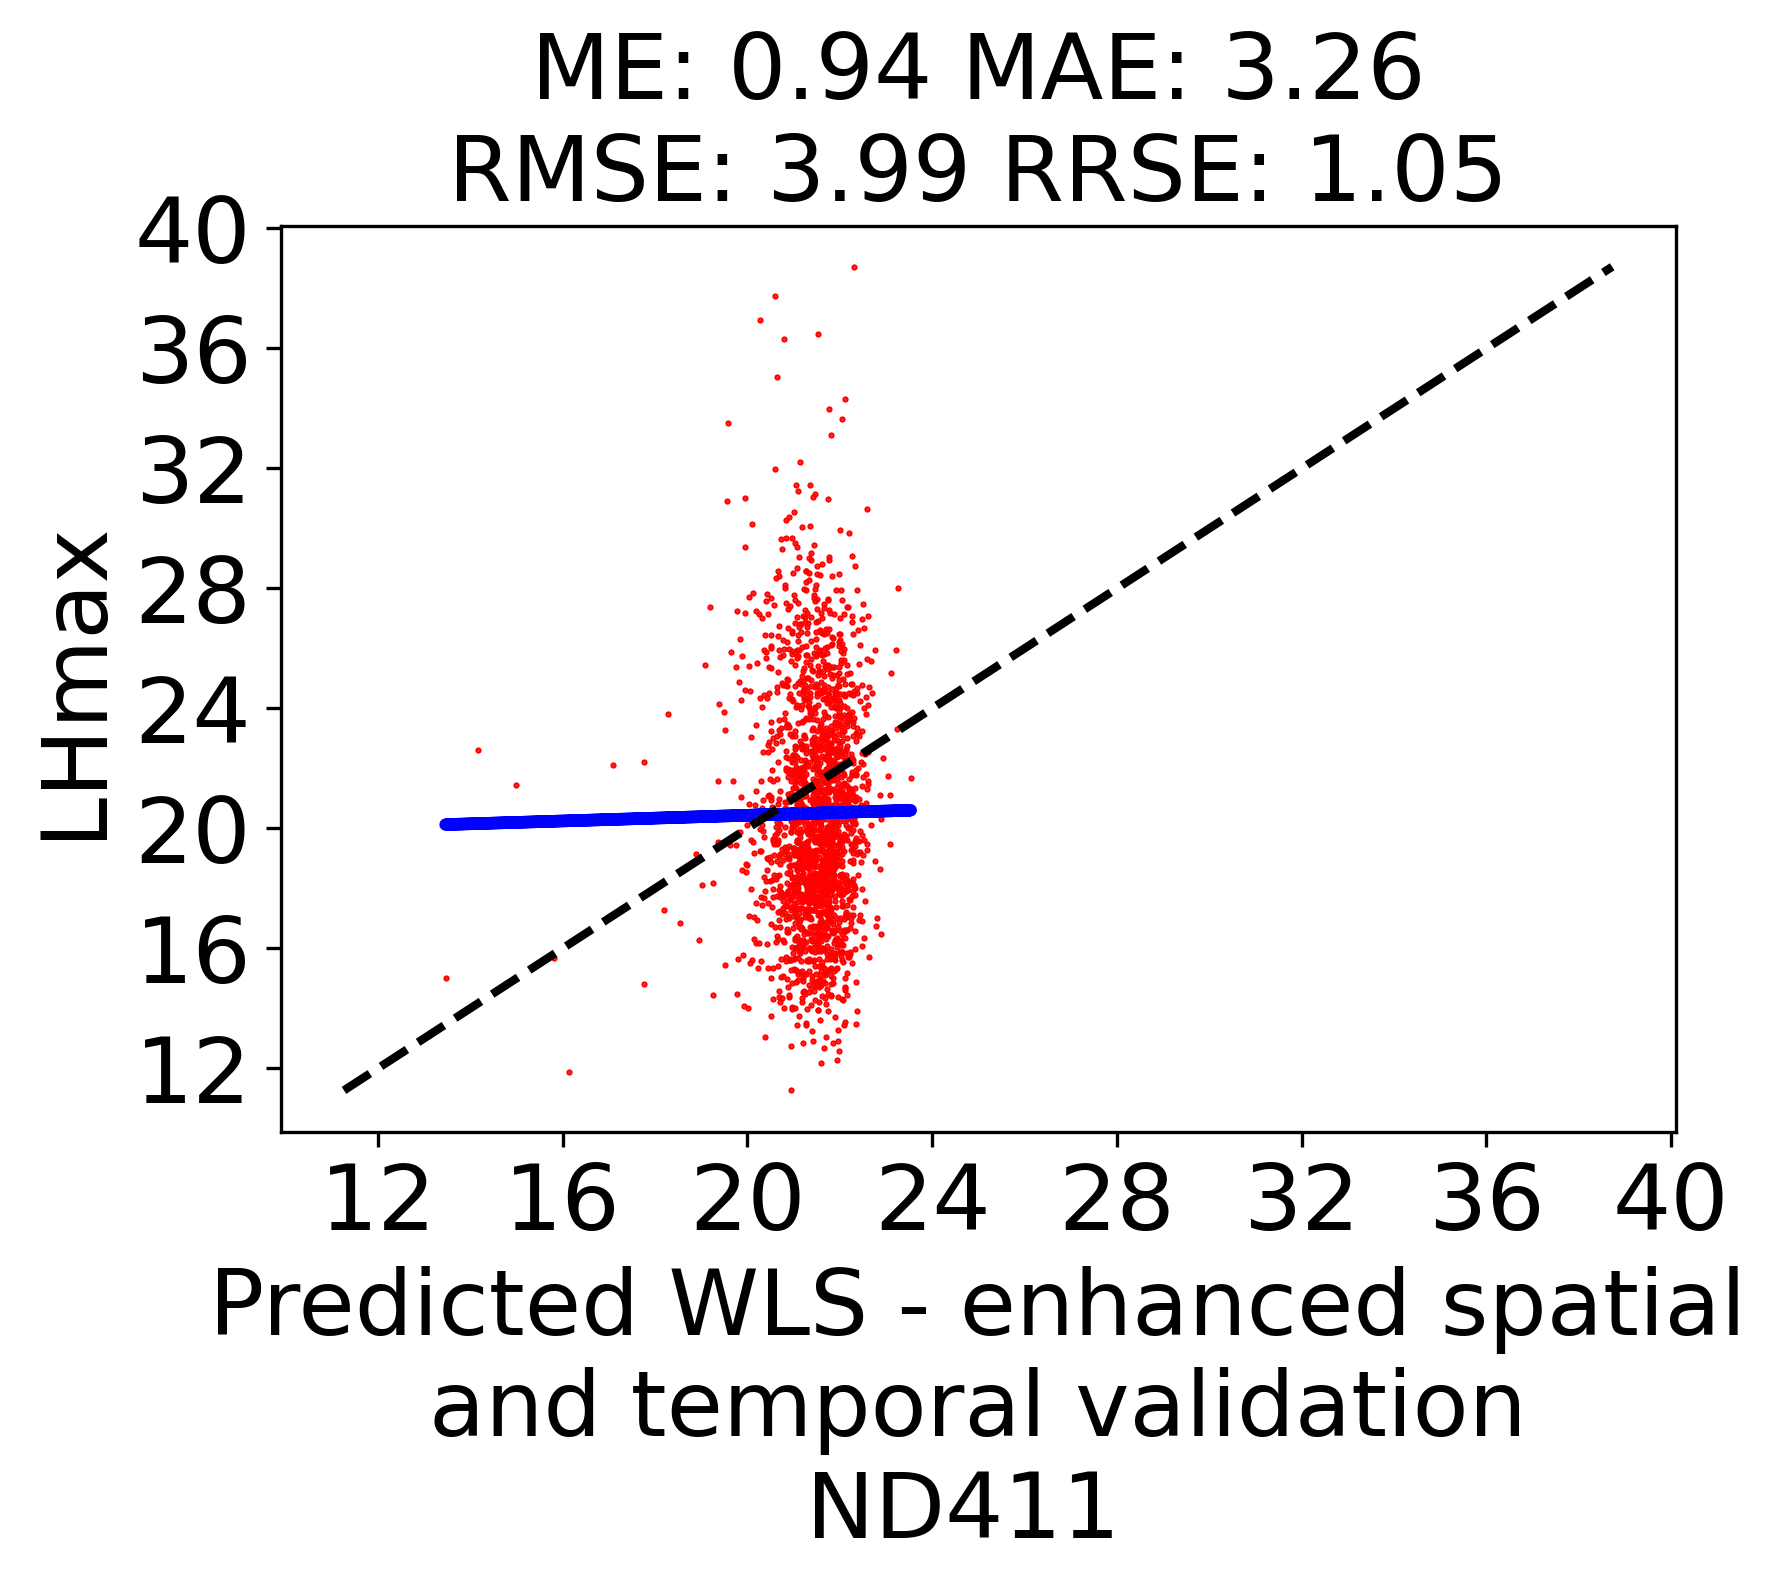 ME: 0.94 MAE: 3.26
RMSE: 3.99 RRSE: 1.05
40
36
32
28
24
20
16
12
LHmax
12 16 20 24 28 32 36 40
Predicted WLS - enhanced spatial
and temporal validation
ND411